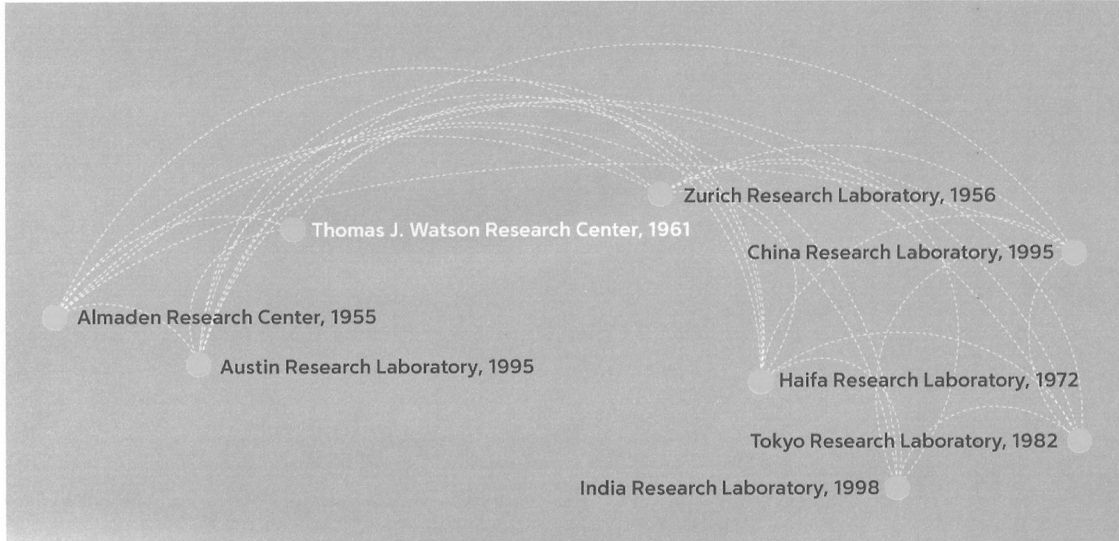 Zurich Research Laboratory, 1956
Thomas J. Watson Research Center, 1961
China Research Laboratory, 1995
Almaden Research Center, 1955
Austin Research Laboratory, 1995
Haifa Research Laboratory, 1972
Tokyo Research Laboratory, 1982
India Research Laboratory, 1998